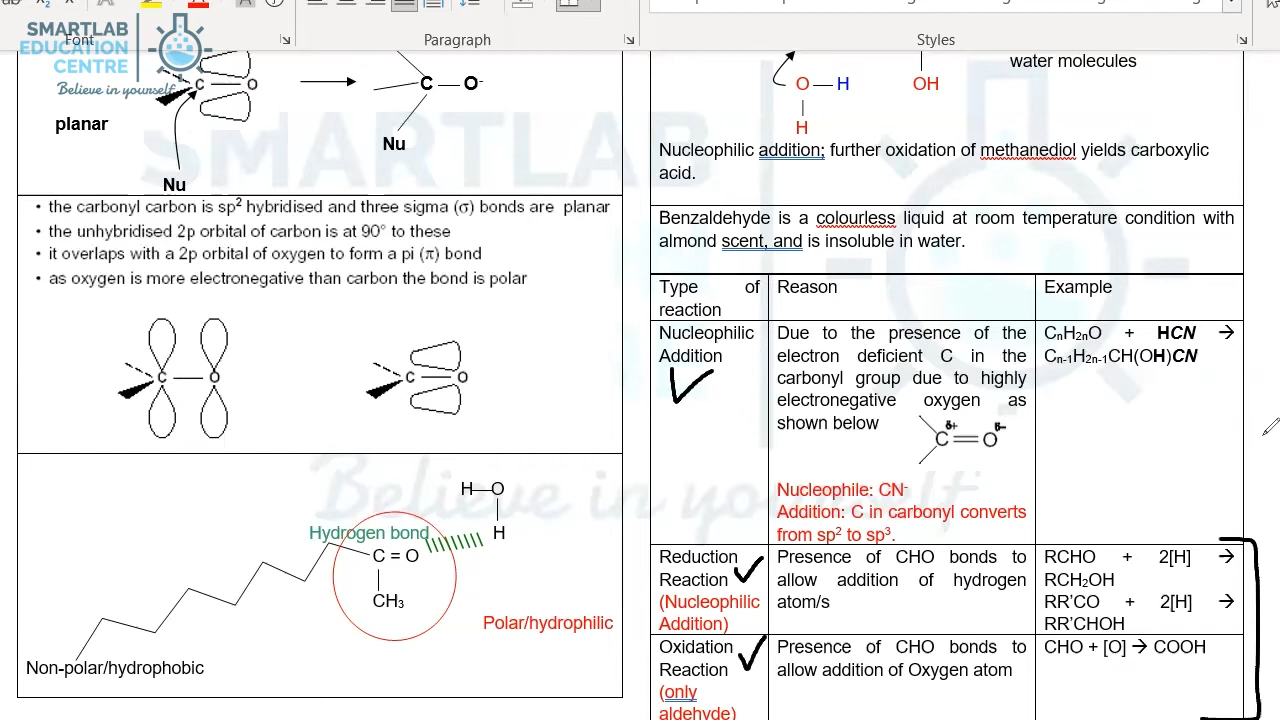 Font
Paragraph
Styles
SMARTLAB
EDUCATION
CENTRE
Believe in yourself
C O
planar
Nu
C — O-
Nu
• the carbonyl carbon is sp² hybridised and three sigma (σ) bonds are planar
• the unhybridised 2p orbital of carbon is at 90° to these
• it overlaps with a 2p orbital of oxygen to form a pi (π) bond
• as oxygen is more electronegative than carbon the bond is polar
C O
C O
H—O
H
Hydrogen bond
C = O
CH₃
Polar/hydrophilic
Non-polar/hydrophobic
water molecules
O — H
OH
H
Nucleophilic addition; further oxidation of methanediol yields carboxylic
acid.
Benzaldehyde is a colourless liquid at room temperature condition with
almond scent, and is insoluble in water.
Type of
reaction
Reason
Example
Nucleophilic
Addition
Due to the presence of the
electron deficient C in the
carbonyl group due to highly
electronegative oxygen as
shown below
δ+ δ-
C=O
Nucleophile: CN-
Addition: C in carbonyl converts
from sp² to sp³.
CnH2nO + HCN →
Cn-1H2n-1CH(OH)CN
Reduction
Reaction
(Nucleophilic
Addition)
Presence of CHO bonds to
allow addition of hydrogen
atom/s
RCHO + 2[H] →
RCH₂OH
RR'CO + 2[H] →
RR'CHOH
Oxidation
Reaction
(only
aldehyde)
Presence of CHO bonds to
allow addition of Oxygen atom
CHO + [O] → COOH
SMARTLAB
Believe in yourself